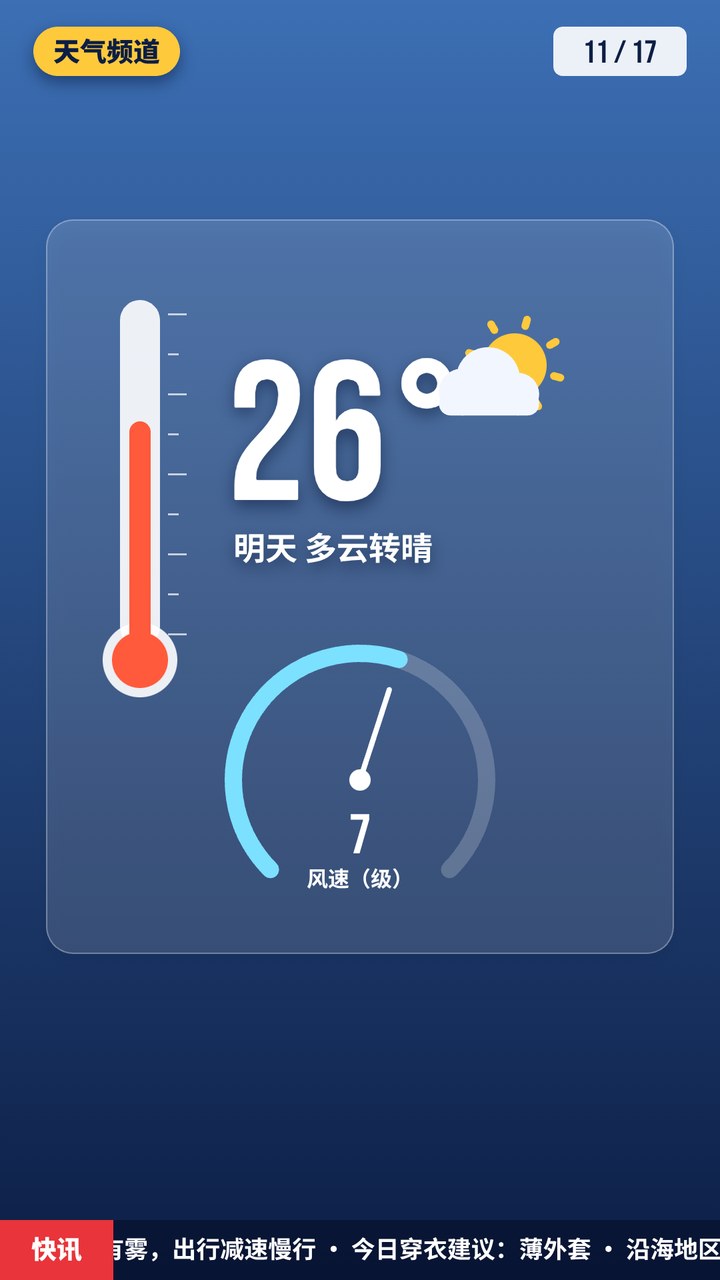 天气频道
11 / 17
26°
明天 多云转晴
7
风速（级）
快讯
有雾，出行减速慢行 • 今日穿衣建议：薄外套 • 沿海地区